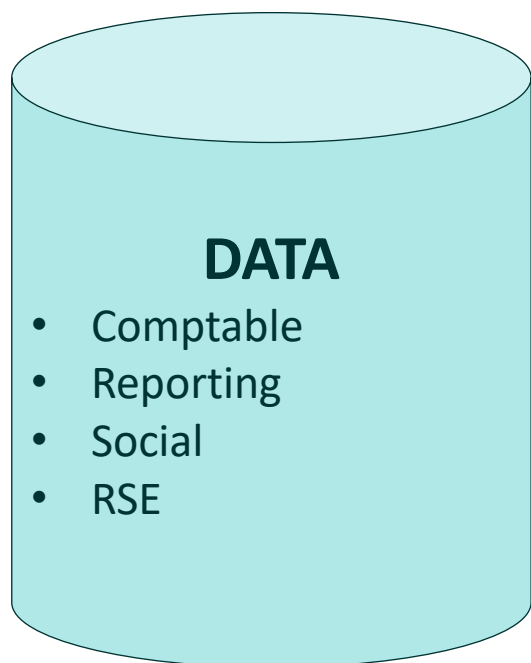 DATA
• Comptable
• Reporting
• Social
• RSE